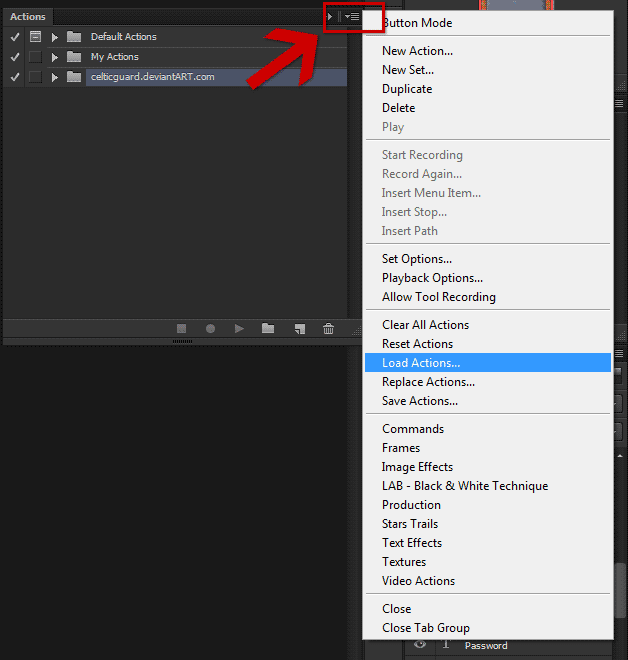 Actions
Default Actions
My Actions
celticguard.deviantART.com
Button Mode
New Action...
New Set...
Duplicate
Delete
Play
Start Recording
Record Again...
Insert Menu Item...
Insert Stop...
Insert Path
Set Options...
Playback Options...
Allow Tool Recording
Clear All Actions
Reset Actions
Load Actions...
Replace Actions...
Save Actions...
Commands
Frames
Image Effects
LAB - Black & White Technique
Production
Stars Trails
Text Effects
Textures
Video Actions
Close
Close Tab Group
T Password